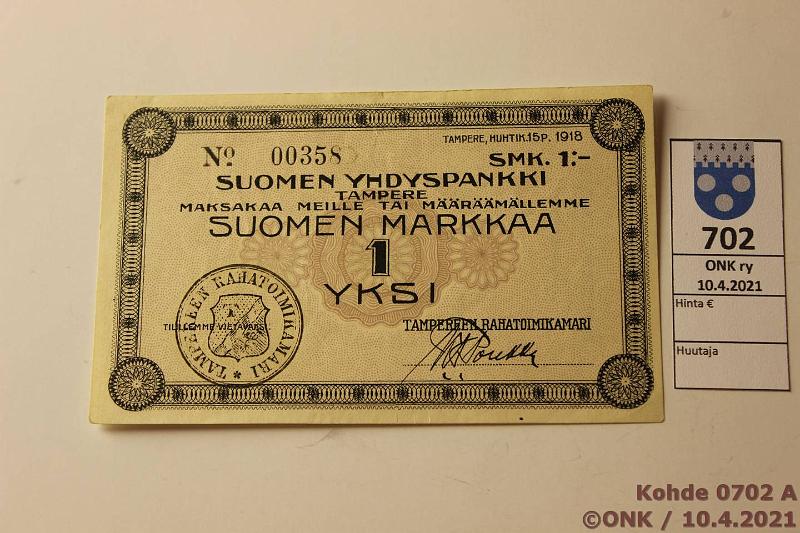 TAMPERE, HUHTIK. 15 P. 1918
Nº 00358
SMK. 1:-
SUOMEN YHDYSPANKKI
TAMPERE
MAKSAKAA MEILLE TAI MÄÄRÄÄMÄLLEMME
SUOMEN MARKKAA
1
YKSI
TILILLEMME VIETÄVÄKSI.
TAMPEREEN RAHATOIMIKAMARI
TAMPEREEN RAHATOIMIKAMARI
702
ONK ry
10.4.2021
Hinta €
Huutaja
Kohde 0702 A
©ONK / 10.4.2021